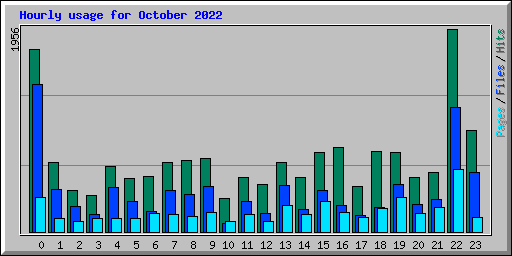 Hourly usage for October 2022
1956
Pages / Files / Hits
0 1 2 3 4 5 6 7 8 9 10 11 12 13 14 15 16 17 18 19 20 21 22 23